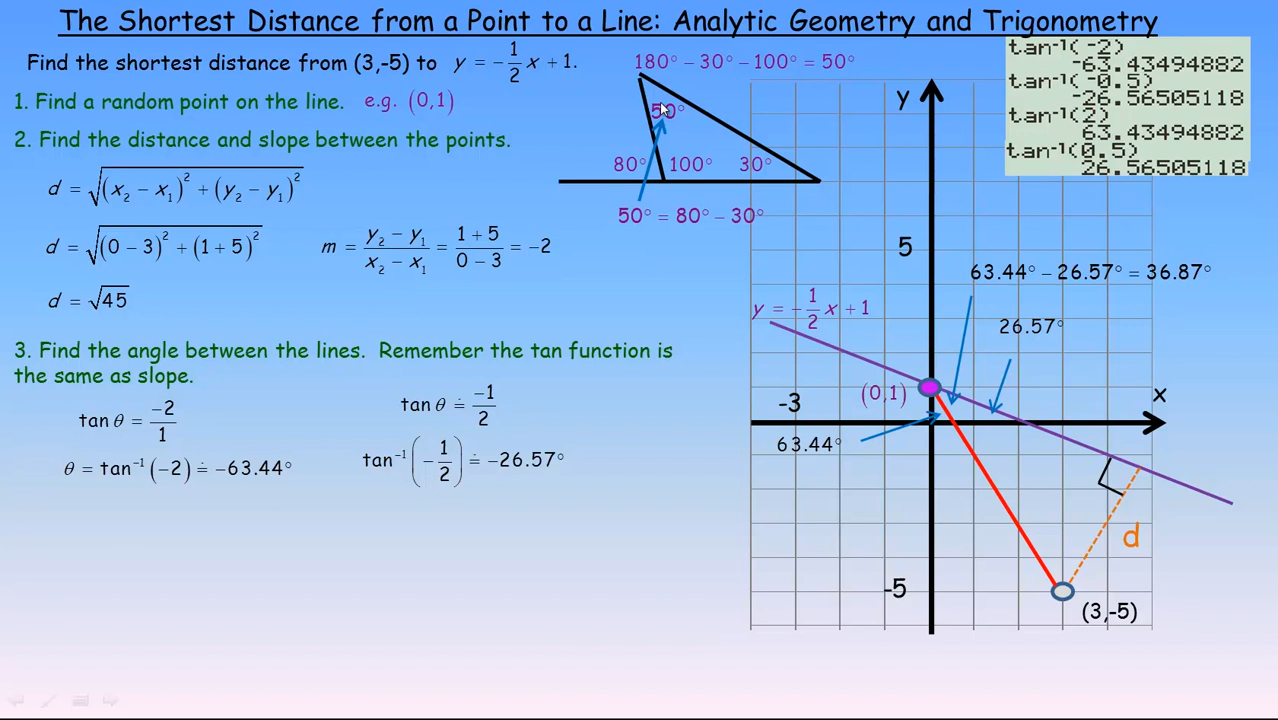 The Shortest Distance from a Point to a Line: Analytic Geometry and Trigonometry
Find the shortest distance from (3,-5) to y = −1/2 x + 1.
1. Find a random point on the line. e.g. (0,1)
2. Find the distance and slope between the points.
d = √((x₂ − x₁)² + (y₂ − y₁)²)
d = √((0 − 3)² + (1 + 5)²)
m = (y₂ − y₁)/(x₂ − x₁) = (1 + 5)/(0 − 3) = −2
d = √45
3. Find the angle between the lines. Remember the tan function is
the same as slope.
tan θ = −2/1
θ = tan⁻¹(−2) ≐ −63.44°
tan θ ≐ −1/2
tan⁻¹(−1/2) ≐ −26.57°
180° − 30° − 100° = 50°
50°
80° 100° 30°
50° = 80° − 30°
tan⁻¹(-2)
-63.43494882
tan⁻¹(-0.5)
-26.56505118
tan⁻¹(2)
63.43494882
tan⁻¹(0.5)
26.56505118
y
5
63.44° − 26.57° = 36.87°
y = −1/2 x + 1
26.57°
(0,1)
-3
x
63.44°
d
-5
(3,-5)